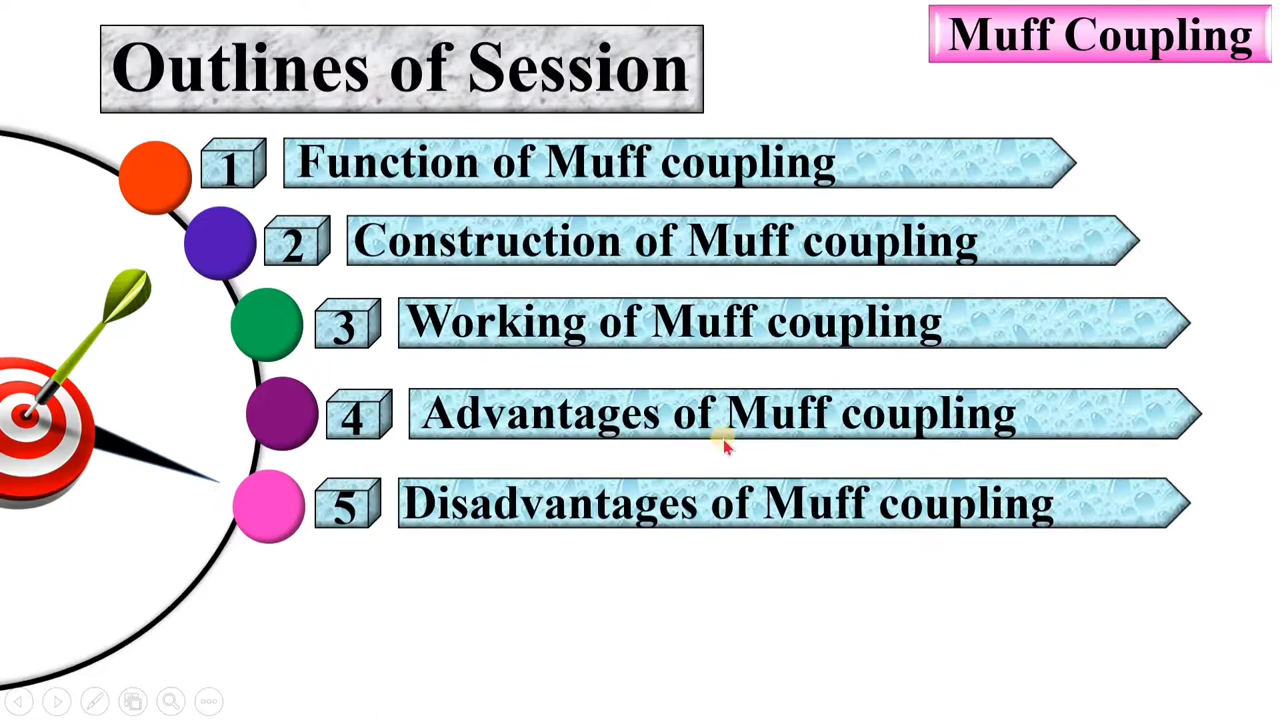 Muff Coupling
Outlines of Session
1 Function of Muff coupling
2 Construction of Muff coupling
3 Working of Muff coupling
4 Advantages of Muff coupling
5 Disadvantages of Muff coupling